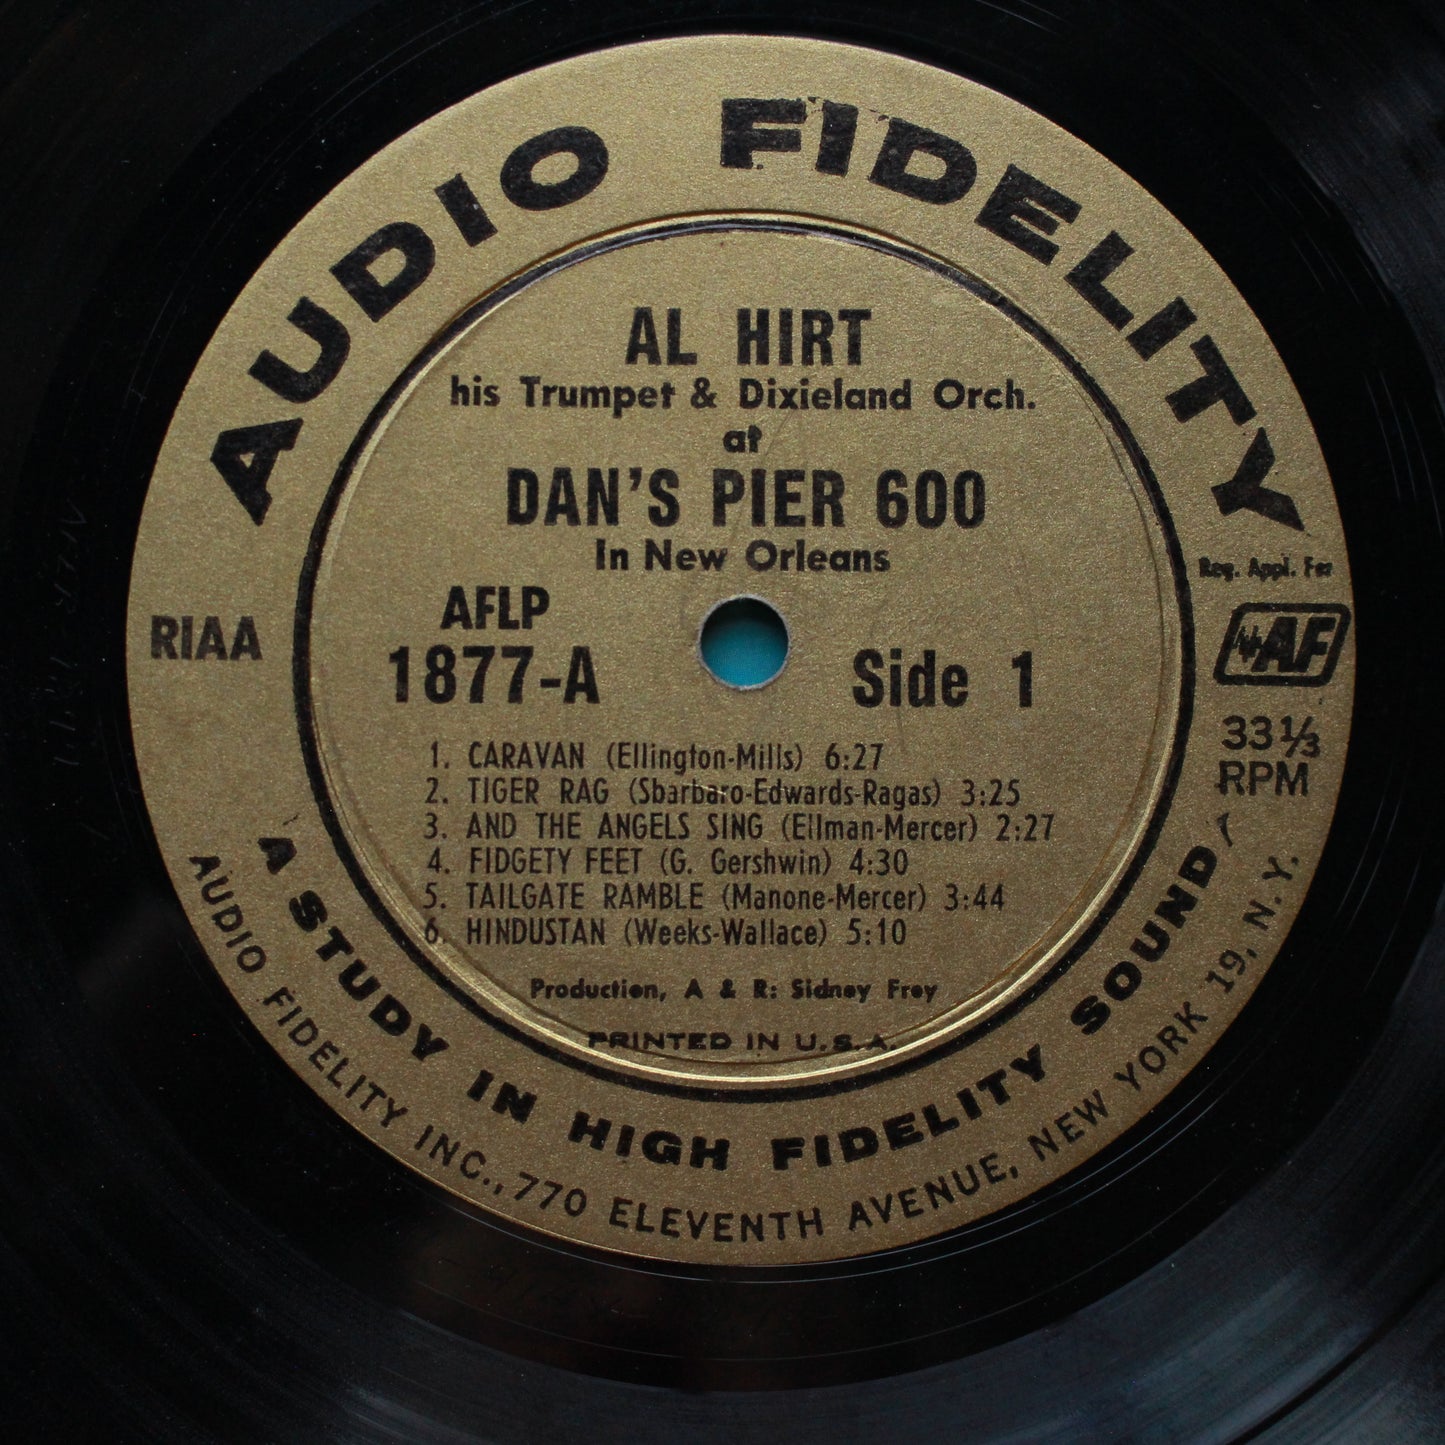 AUDIO FIDELITY
AL HIRT
his Trumpet & Dixieland Orch.
at
DAN'S PIER 600
In New Orleans
AFLP
1877-A
Side 1
RIAA
Reg. Appl. For
AF
33 1/3
RPM
1. CARAVAN (Ellington-Mills) 6:27
2. TIGER RAG (Sbarbaro-Edwards-Ragas) 3:25
3. AND THE ANGELS SING (Ellman-Mercer) 2:27
4. FIDGETY FEET (G. Gershwin) 4:30
5. TAILGATE RAMBLE (Manone-Mercer) 3:44
6. HINDUSTAN (Weeks-Wallace) 5:10
Production, A & R: Sidney Frey
PRINTED IN U.S.A.
A STUDY IN HIGH FIDELITY SOUND
AUDIO FIDELITY INC., 770 ELEVENTH AVENUE, NEW YORK 19, N.Y.